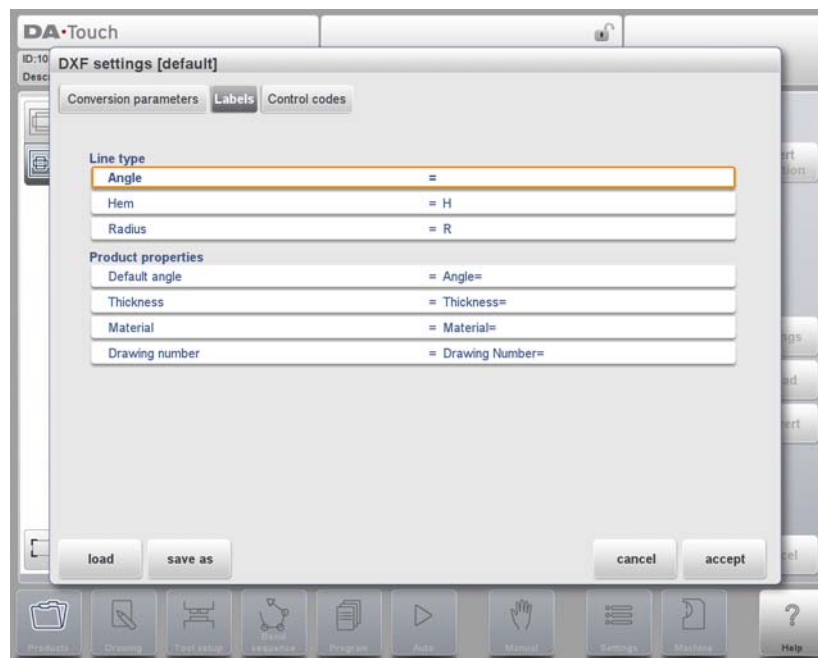 DA•Touch
ID:10
DXF settings [default]
Desc
Conversion parameters Labels Control codes
Line type
Angle =
Hem = H
Radius = R
Product properties
Default angle = Angle=
Thickness = Thickness=
Material = Material=
Drawing number = Drawing Number=
load save as cancel accept
Products Drawing Tool setup Bend sequence Program Auto Manual Settings Machine Help